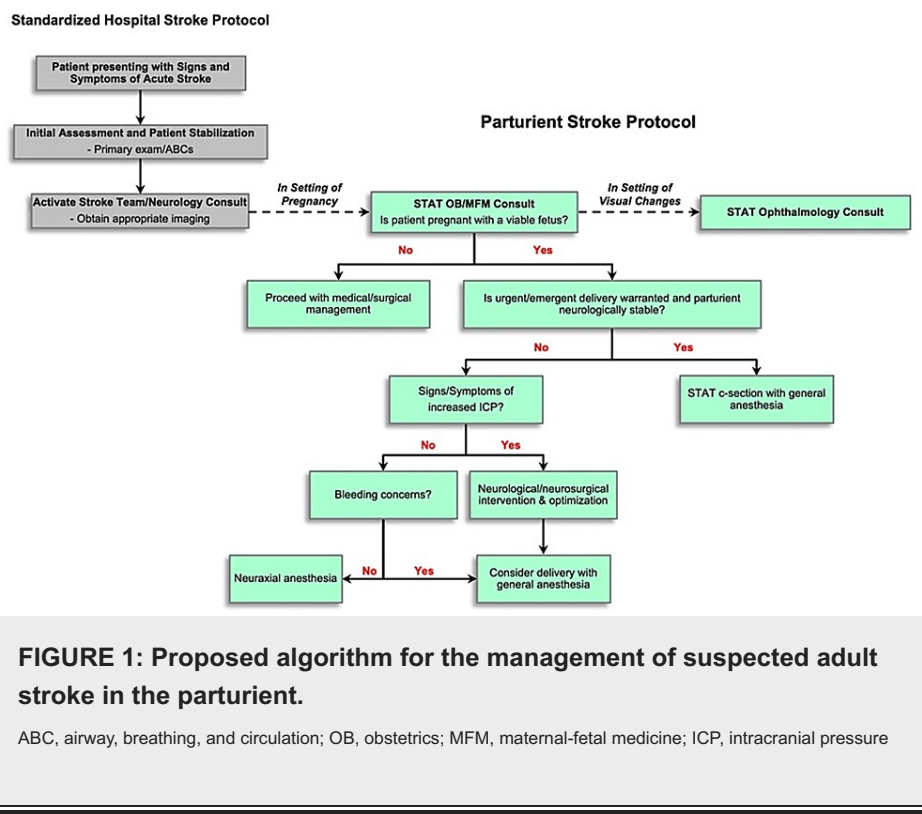 Standardized Hospital Stroke Protocol
Patient presenting with Signs and
Symptoms of Acute Stroke
Initial Assessment and Patient Stabilization
- Primary exam/ABCs
Activate Stroke Team/Neurology Consult
- Obtain appropriate imaging
In Setting of
Pregnancy
Parturient Stroke Protocol
STAT OB/MFM Consult
Is patient pregnant with a viable fetus?
In Setting of
Visual Changes
STAT Ophthalmology Consult
No
Yes
Proceed with medical/surgical
management
Is urgent/emergent delivery warranted and parturient
neurologically stable?
No
Yes
Signs/Symptoms of
increased ICP?
STAT c-section with general
anesthesia
No
Yes
Bleeding concerns?
Neurological/neurosurgical
intervention & optimization
No
Yes
Neuraxial anesthesia
Consider delivery with
general anesthesia
FIGURE 1: Proposed algorithm for the management of suspected adult
stroke in the parturient.
ABC, airway, breathing, and circulation; OB, obstetrics; MFM, maternal-fetal medicine; ICP, intracranial pressure